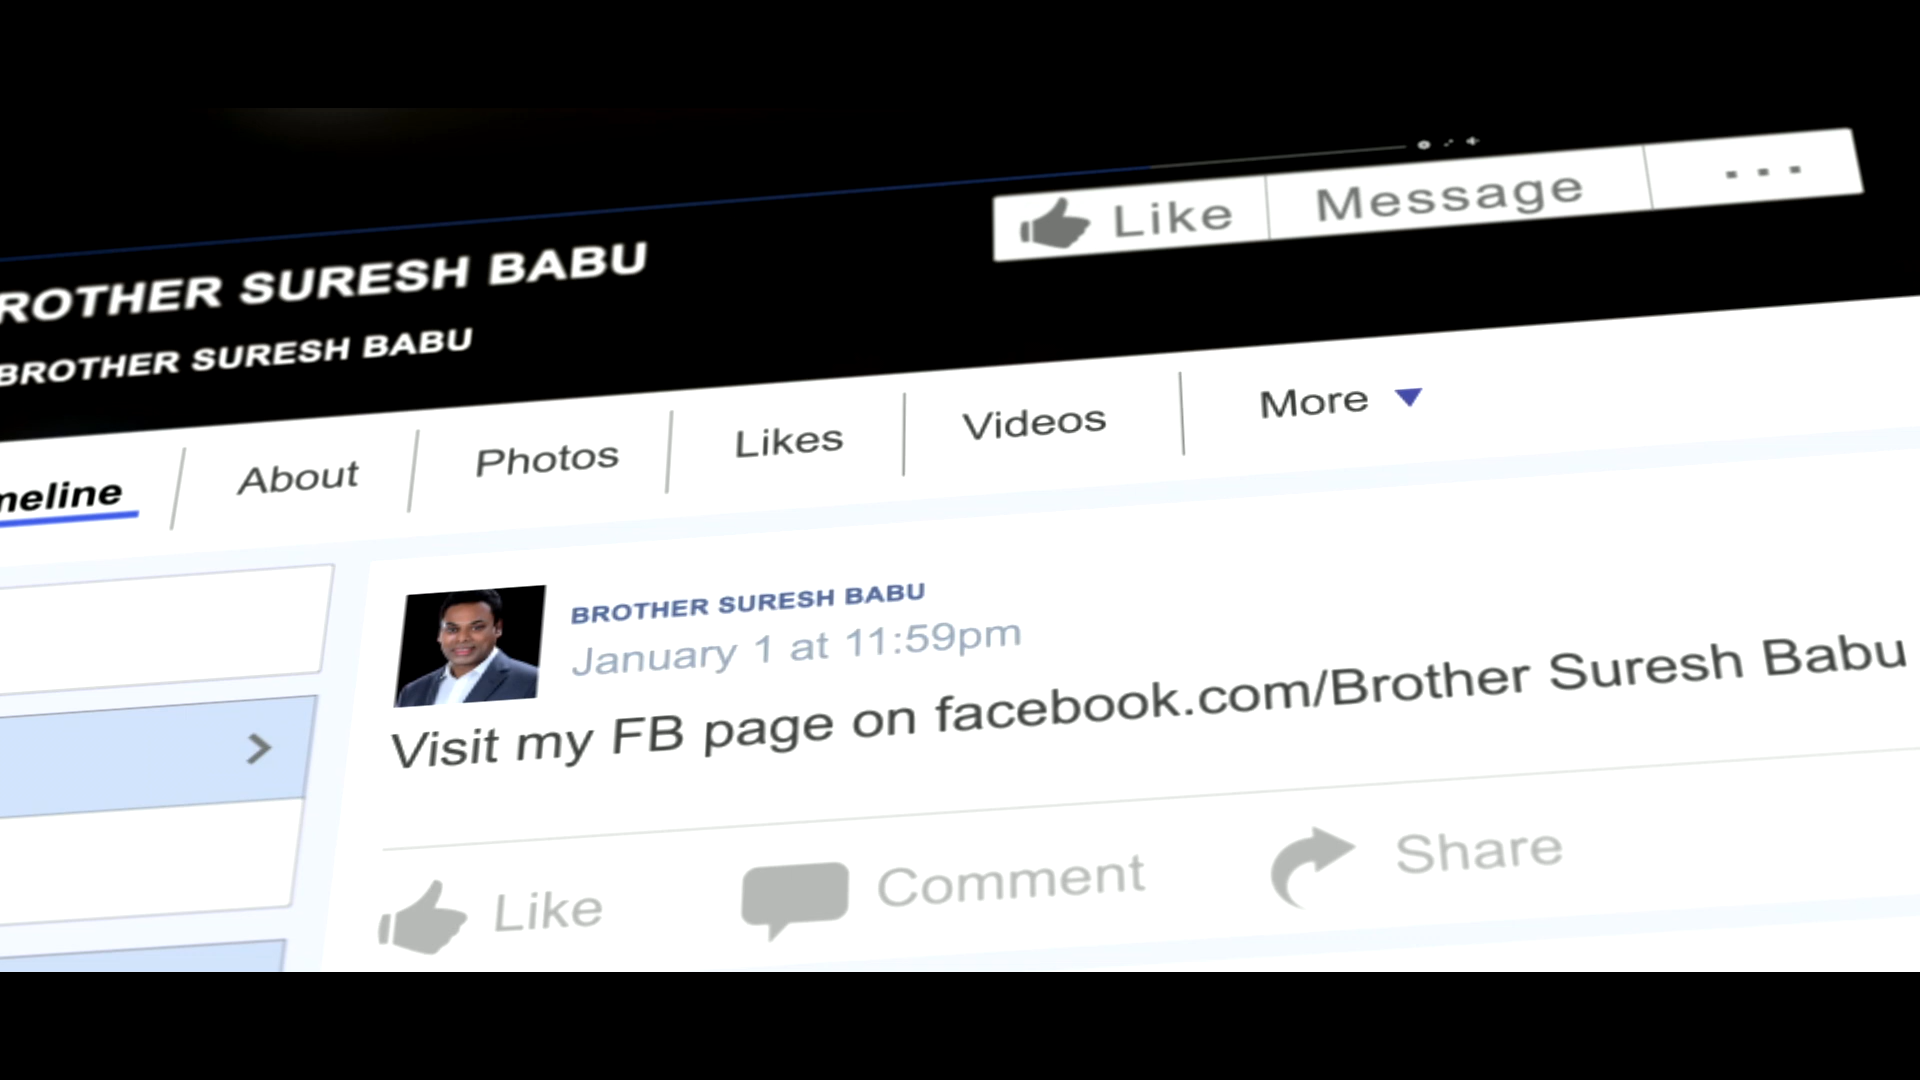 ROTHER SURESH BABU
BROTHER SURESH BABU
Like Message ...
meline About Photos Likes Videos More
BROTHER SURESH BABU
January 1 at 11:59pm
Visit my FB page on facebook.com/Brother Suresh Babu
Like Comment Share